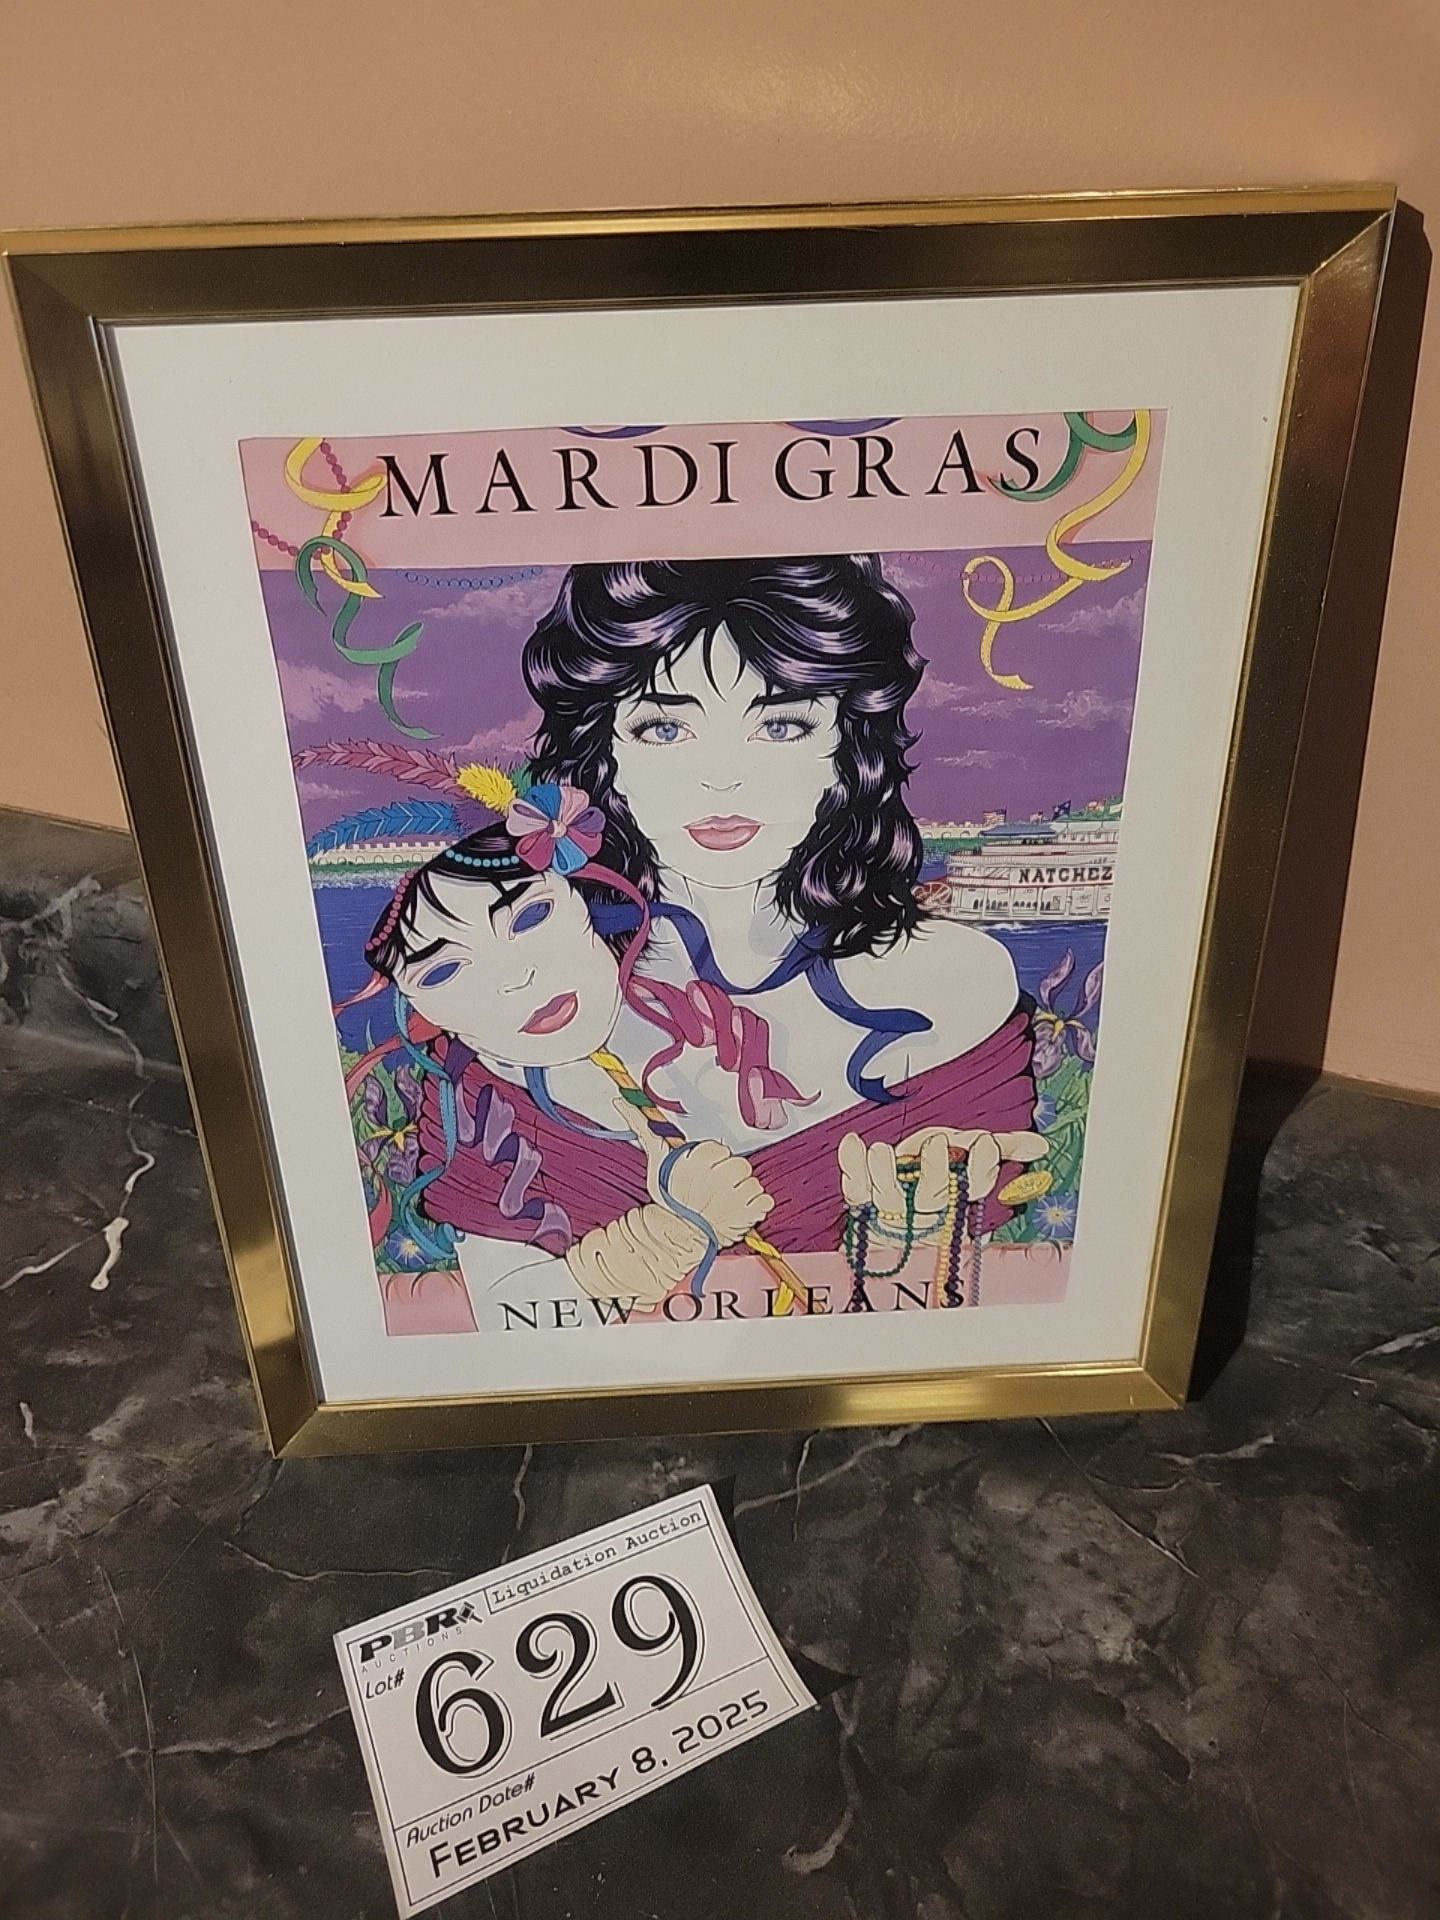 MARDI GRAS
NATCHEZ
NEW ORLEANS
PBR AUCTIONS
Liquidation Auction
Lot# 629
Auction Date#
FEBRUARY 8, 2025